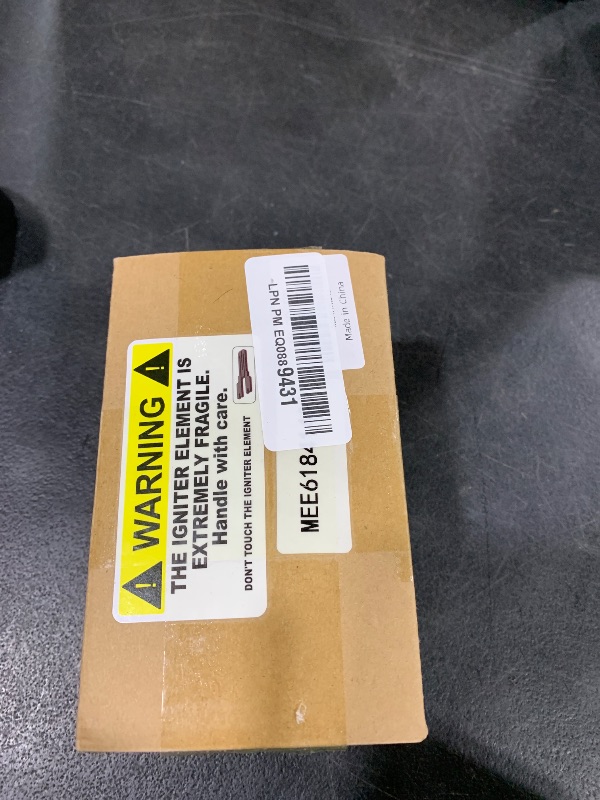 ! WARNING !
THE IGNITER ELEMENT IS
EXTREMELY FRAGILE.
Handle with care.
DON'T TOUCH THE IGNITER ELEMENT
LPN PM EQ0889431
Made in China
MEE6184